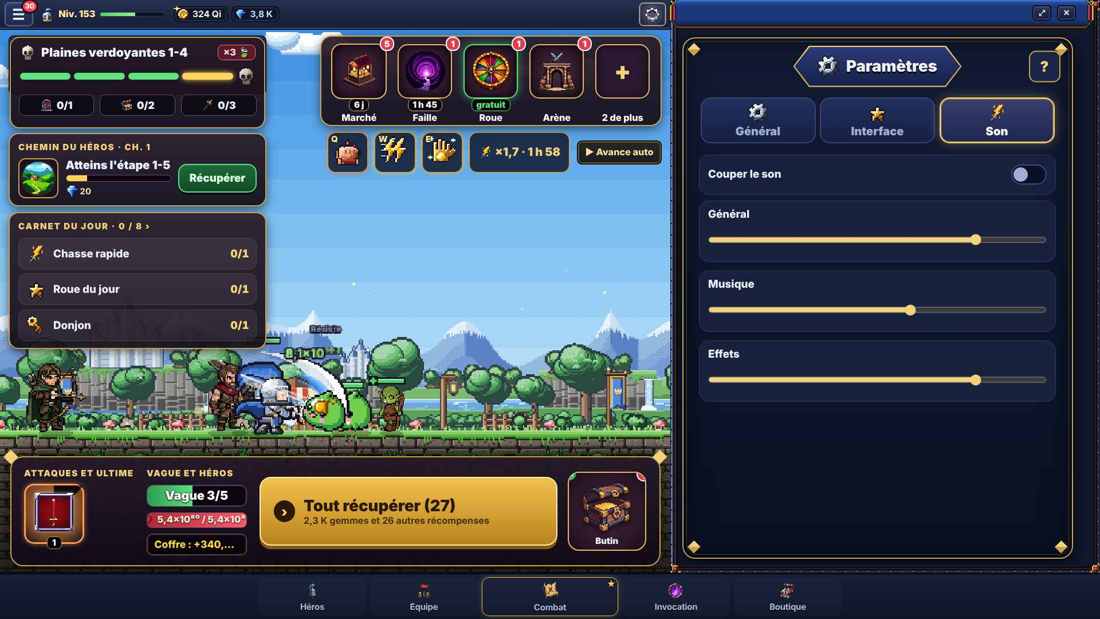 30
Niv. 153
324 Qi
3,8 K
Plaines verdoyantes 1-4
×3
0/1
0/2
0/3
CHEMIN DU HÉROS · CH. 1
Atteins l'étape 1-5
20
Récupérer
CARNET DU JOUR · 0 / 8 ›
Chasse rapide
0/1
Roue du jour
0/1
Donjon
0/1
5
1
1
1
6 j
1 h 45
gratuit
Marché
Faille
Roue
Arène
2 de plus
Q
W
E
×1,7 · 1 h 58
Avance auto
8,1×10
ATTAQUES ET ULTIME
1
VAGUE ET HÉROS
Vague 3/5
Coffre : +340,...
Tout récupérer (27)
2,3 K gemmes et 26 autres récompenses
Butin
Héros
Équipe
Combat
Invocation
Boutique
Paramètres
?
Général
Interface
Son
Couper le son
Général
Musique
Effets